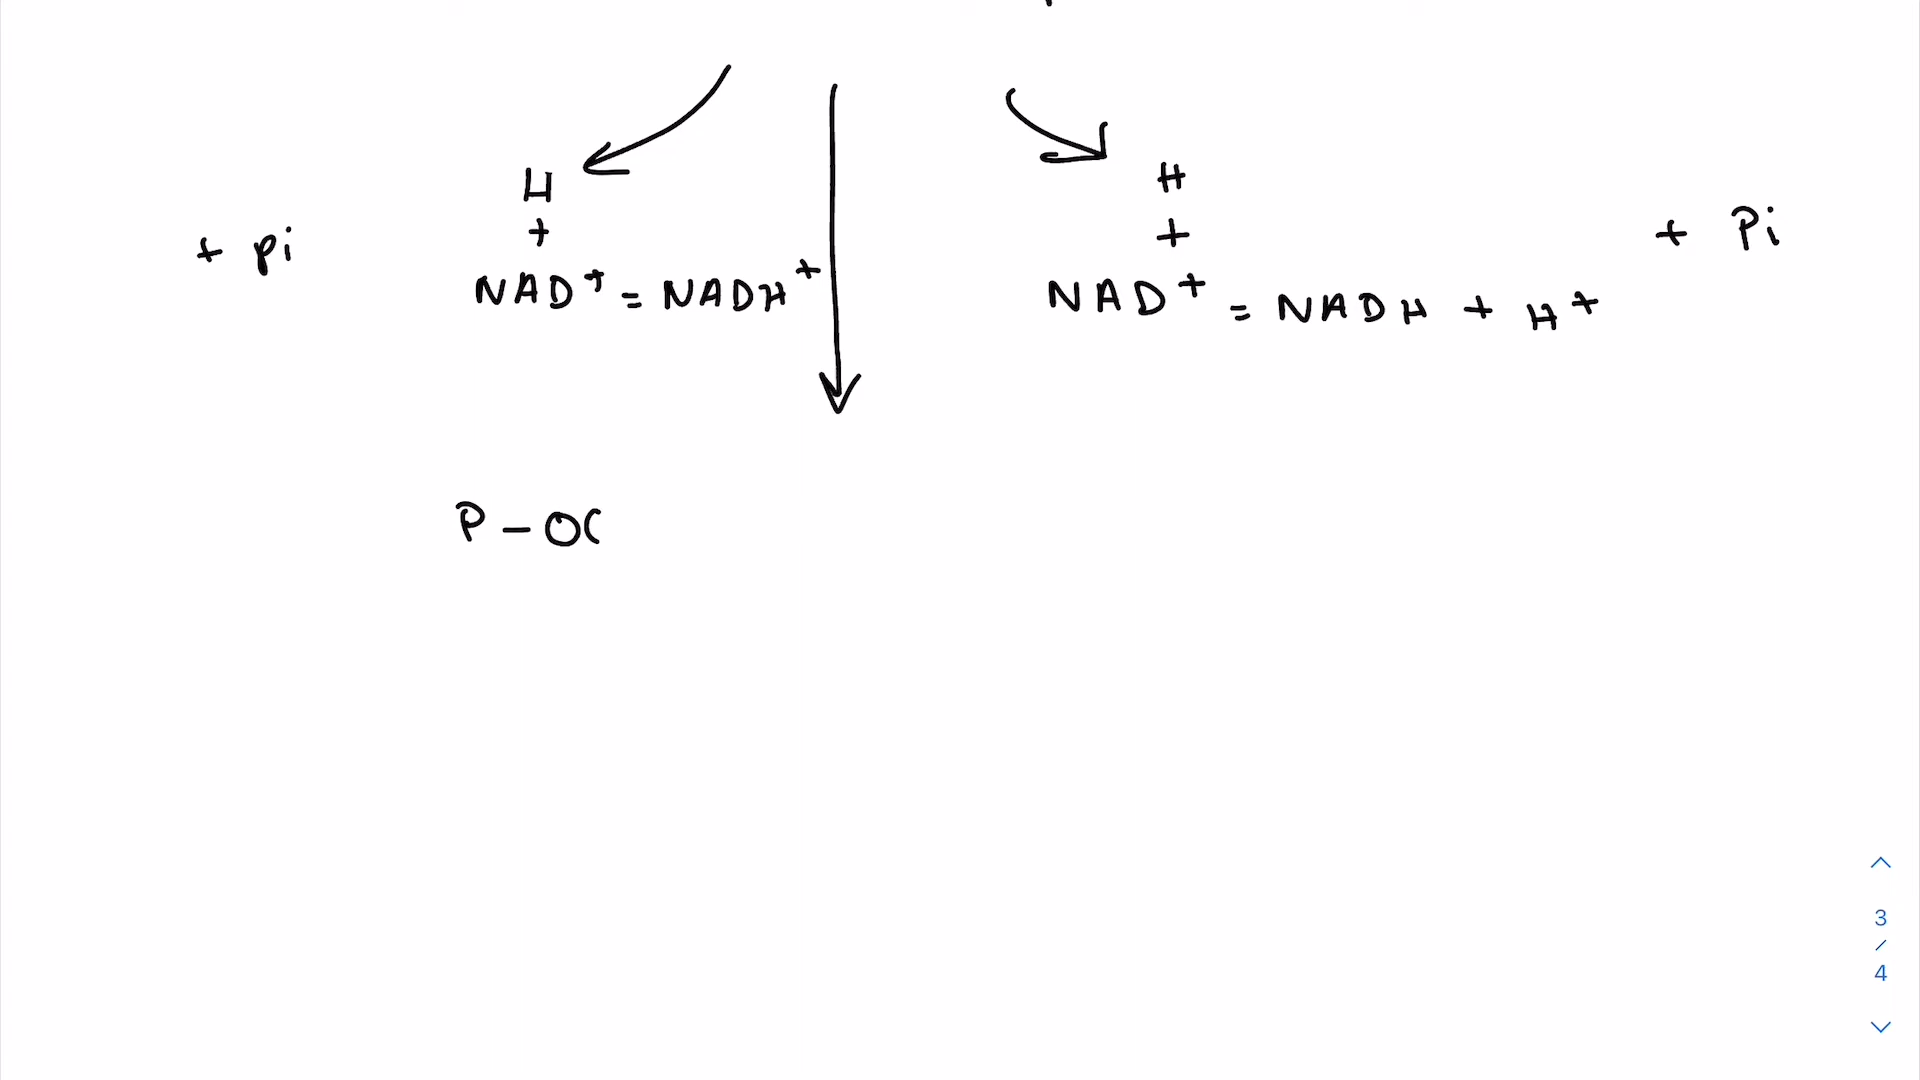 H
H
+ pi
+
+
+ Pi
NAD⁺ = NADH⁺
NAD⁺ = NADH + H⁺
P - OC
3
/
4